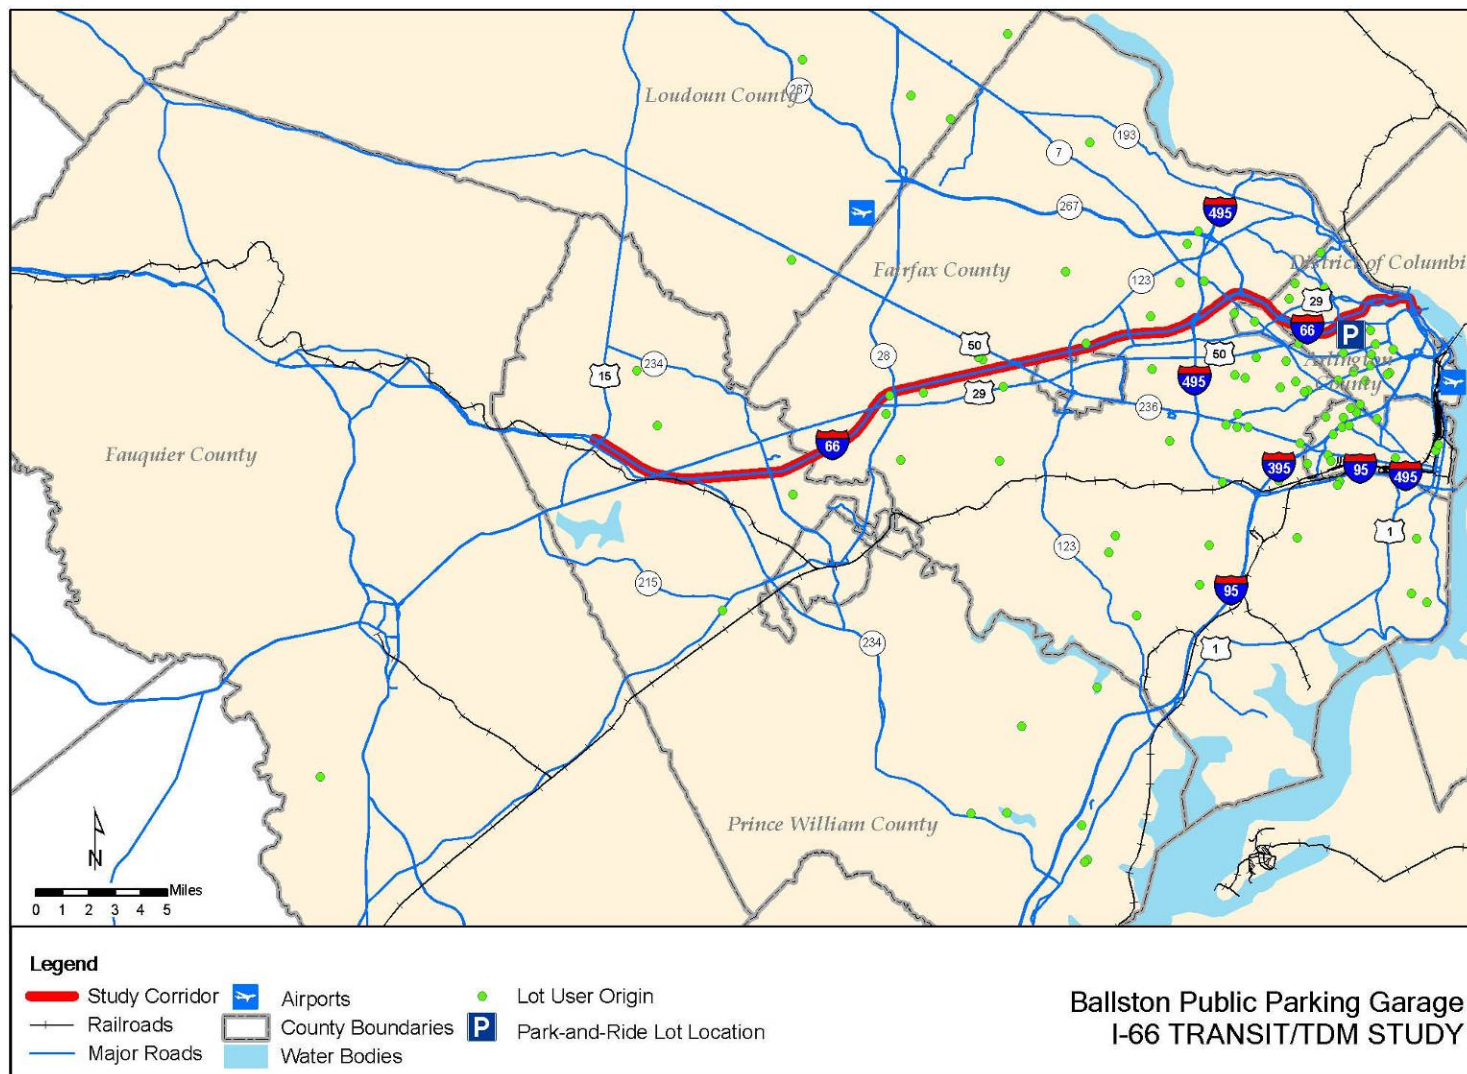 Loudoun County
267
193
7
267
495
District of Columbi
Fairfax County
123
29
66
P
50
28
50
234
15
Arlington
County
495
29
236
66
Fauquier County
395
95
495
1
123
215
95
234
1
Prince William County
N
Miles
0 1 2 3 4 5
Legend
Study Corridor
Airports
Lot User Origin
Railroads
County Boundaries
P
Park-and-Ride Lot Location
Major Roads
Water Bodies
Ballston Public Parking Garage
I-66 TRANSIT/TDM STUDY